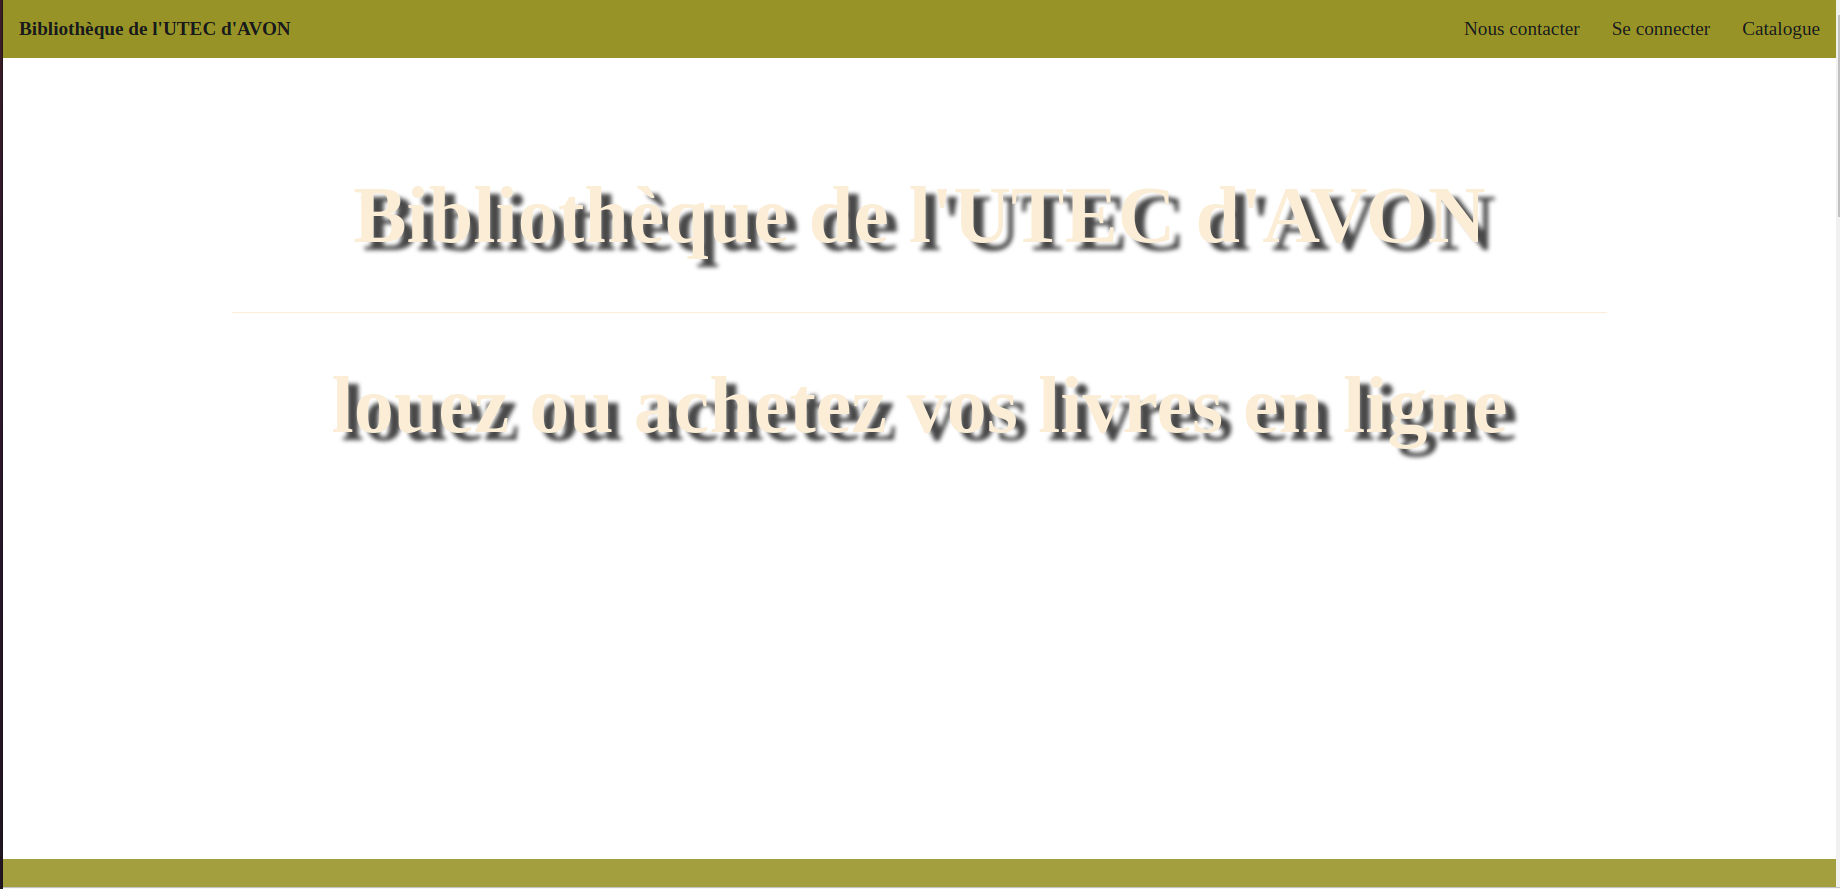 Bibliothèque de l'UTEC d'AVON
Nous contacter Se connecter Catalogue
Bibliothèque de l'UTEC d'AVON
louez ou achetez vos livres en ligne